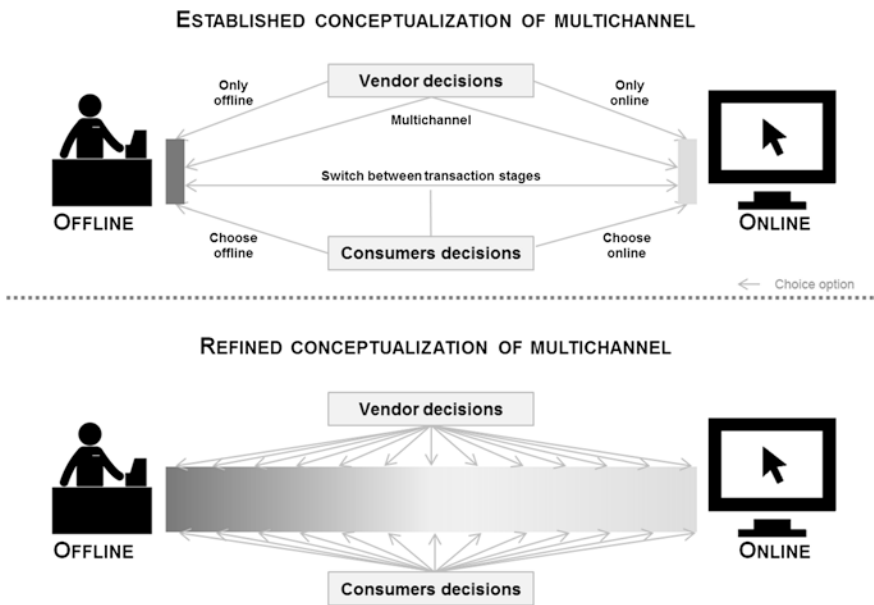 ESTABLISHED CONCEPTUALIZATION OF MULTICHANNEL
Vendor decisions
Only
offline
Only
online
Multichannel
Switch between transaction stages
OFFLINE
ONLINE
Choose
offline
Choose
online
Consumers decisions
Choice option
REFINED CONCEPTUALIZATION OF MULTICHANNEL
Vendor decisions
OFFLINE
ONLINE
Consumers decisions